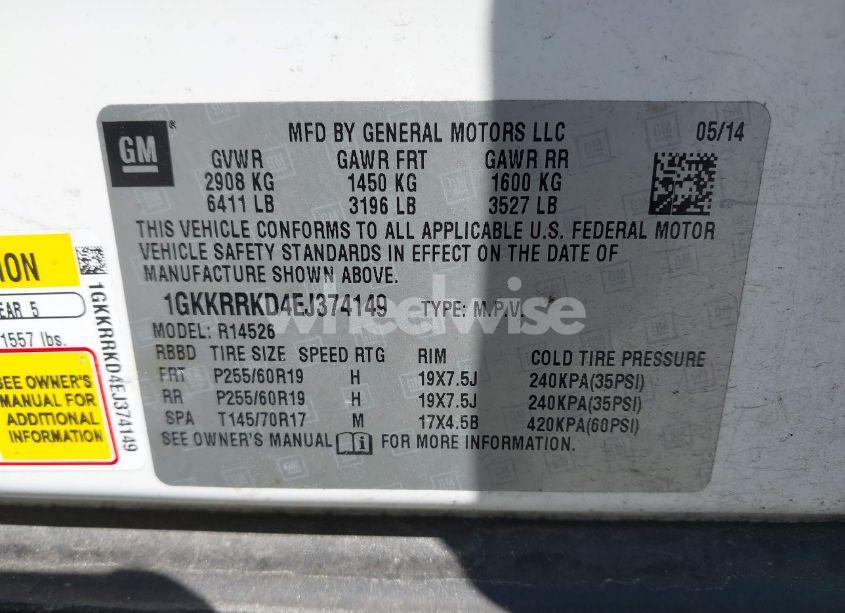 GM ®
MFD BY GENERAL MOTORS LLC 05/14
GVWR GAWR FRT GAWR RR
2908 KG 1450 KG 1600 KG
6411 LB 3196 LB 3527 LB
THIS VEHICLE CONFORMS TO ALL APPLICABLE U.S. FEDERAL MOTOR
VEHICLE SAFETY STANDARDS IN EFFECT ON THE DATE OF
MANUFACTURE SHOWN ABOVE.
1GKKRRKD4EJ374149 TYPE: M.P.V.
MODEL: R14526
RBBD TIRE SIZE SPEED RTG RIM COLD TIRE PRESSURE
FRT P255/60R19 H 19X7.5J 240KPA(35PSI)
RR P255/60R19 H 19X7.5J 240KPA(35PSI)
SPA T145/70R17 M 17X4.5B 420KPA(60PSI)
SEE OWNER'S MANUAL i FOR MORE INFORMATION.
ION
EAR 5
1557 lbs.
SEE OWNER'S
MANUAL FOR
ADDITIONAL
INFORMATION
1GKKRRKD4EJ374149
wheelwise